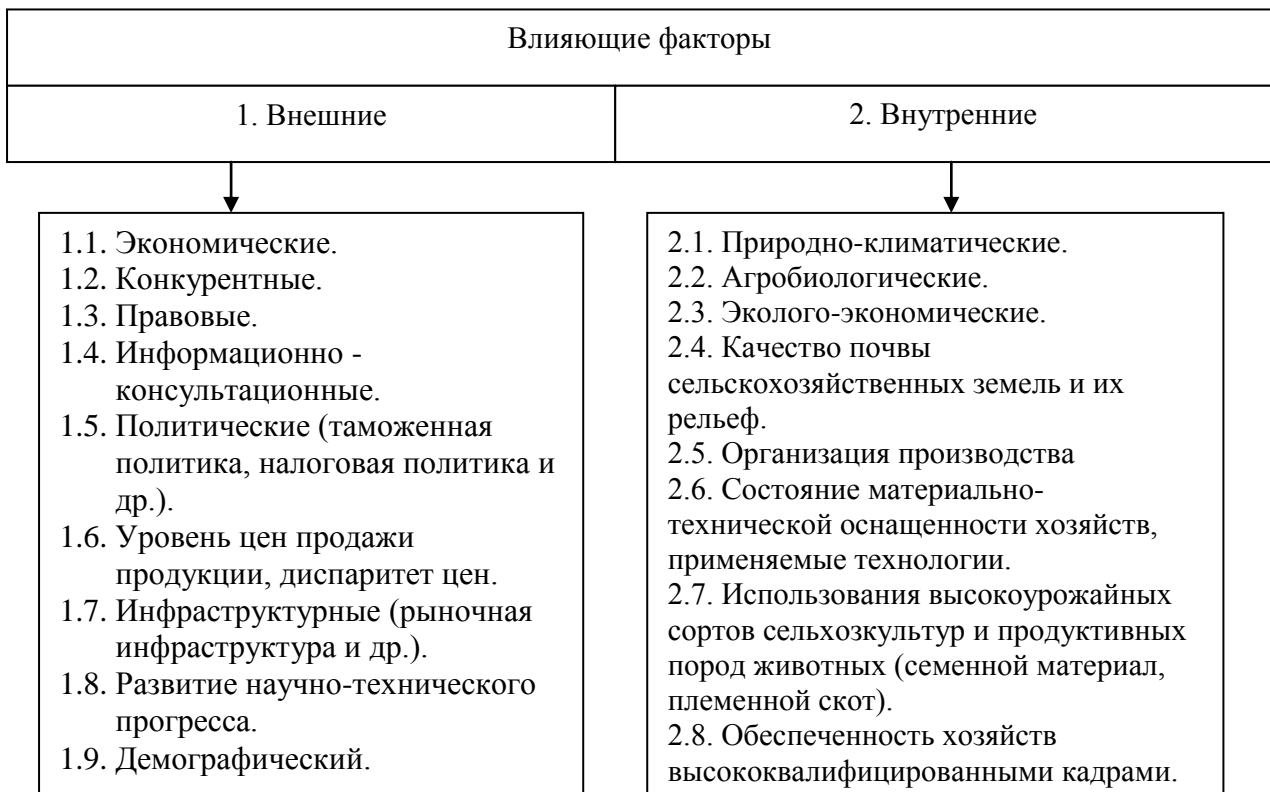 Влияющие факторы
1. Внешние
2. Внутренние
1.1. Экономические.
1.2. Конкурентные.
1.3. Правовые.
1.4. Информационно -
консультационные.
1.5. Политические (таможенная
политика, налоговая политика и
др.).
1.6. Уровень цен продажи
продукции, диспаритет цен.
1.7. Инфраструктурные (рыночная
инфраструктура и др.).
1.8. Развитие научно-технического
прогресса.
1.9. Демографический.
2.1. Природно-климатические.
2.2. Агробиологические.
2.3. Эколого-экономические.
2.4. Качество почвы
сельскохозяйственных земель и их
рельеф.
2.5. Организация производства
2.6. Состояние материально-
технической оснащенности хозяйств,
применяемые технологии.
2.7. Использования высокоурожайных
сортов сельхозкультур и продуктивных
пород животных (семенной материал,
племенной скот).
2.8. Обеспеченность хозяйств
высококвалифицированными кадрами.